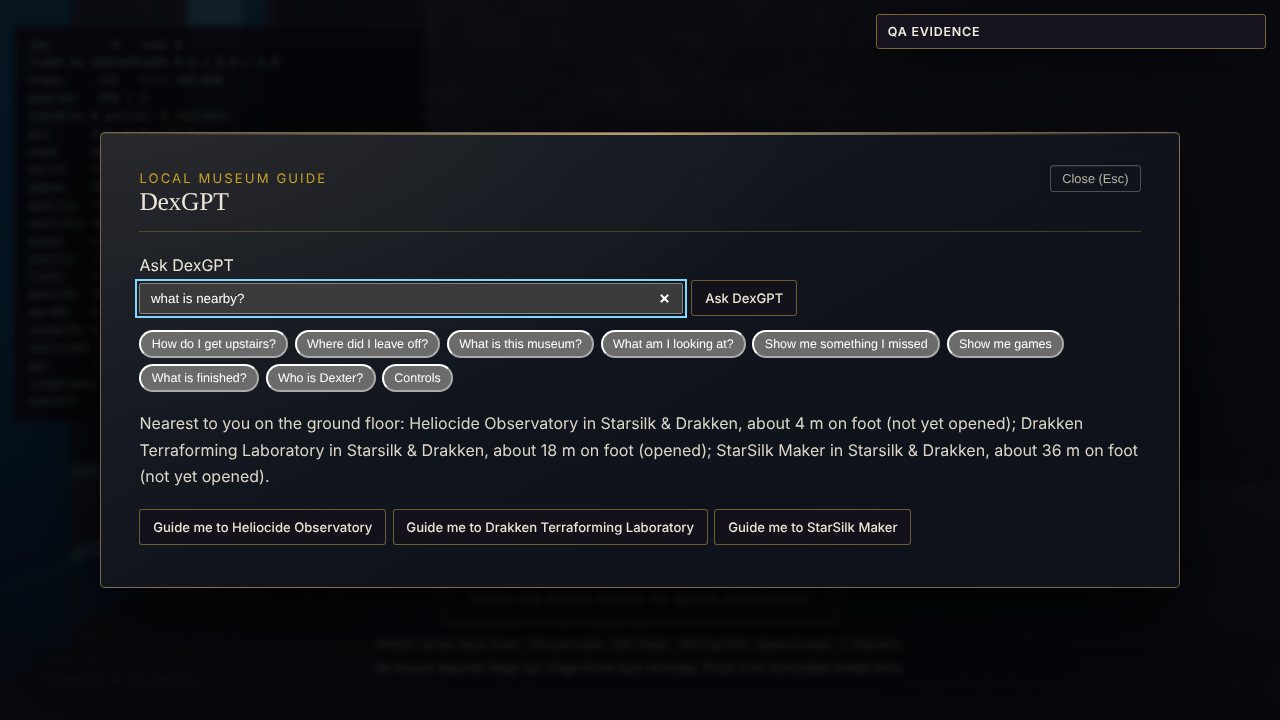 QA EVIDENCE
LOCAL MUSEUM GUIDE
DexGPT
Close (Esc)
Ask DexGPT
what is nearby?
Ask DexGPT
How do I get upstairs?
Where did I leave off?
What is this museum?
What am I looking at?
Show me something I missed
Show me games
What is finished?
Who is Dexter?
Controls
Nearest to you on the ground floor: Heliocide Observatory in Starsilk & Drakken, about 4 m on foot (not yet opened); Drakken
Terraforming Laboratory in Starsilk & Drakken, about 18 m on foot (opened); StarSilk Maker in Starsilk & Drakken, about 36 m on foot
(not yet opened).
Guide me to Heliocide Observatory
Guide me to Drakken Terraforming Laboratory
Guide me to StarSilk Maker